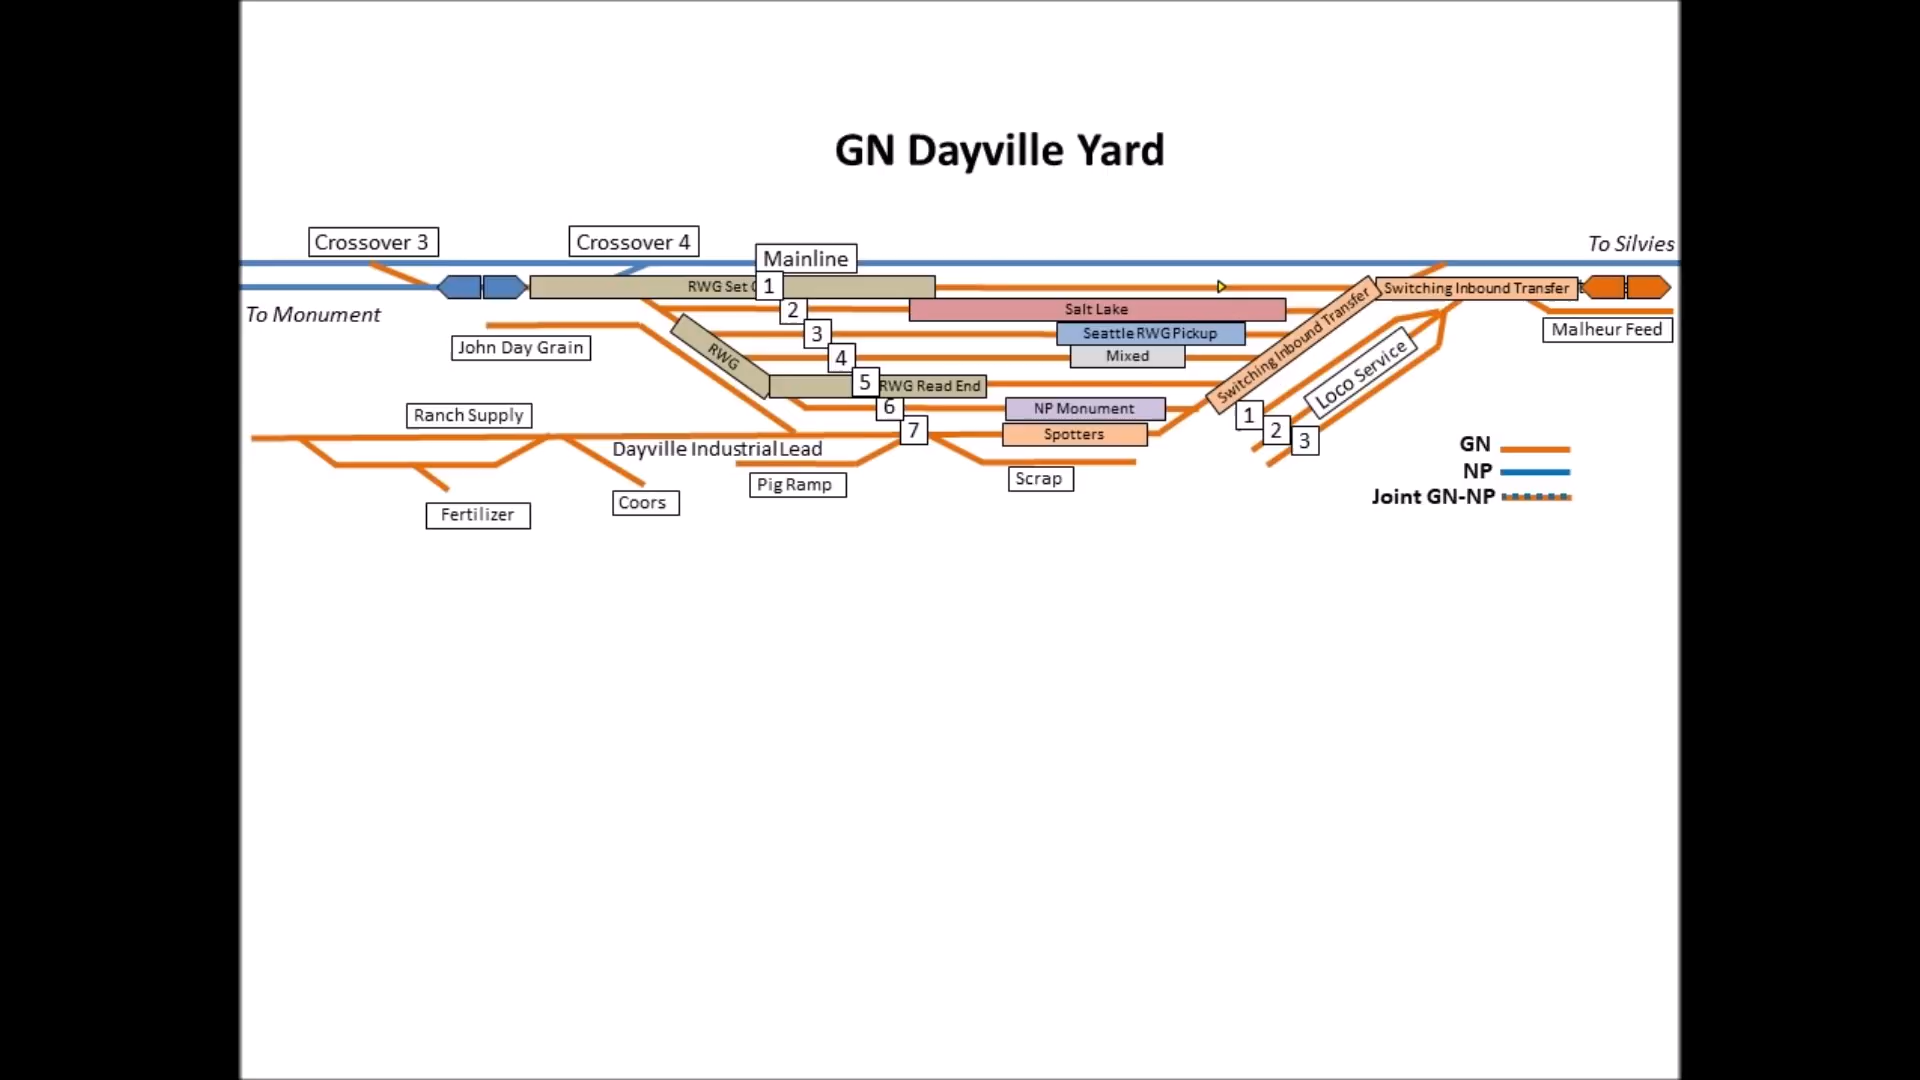 GN Dayville Yard
Crossover 3
Crossover 4
To Silvies
Mainline
RWG Set
1
Switching Inbound Transfer
To Monument
2
Salt Lake
Switching Inbound Transfer
Malheur Feed
John Day Grain
3
Seattle RWG Pickup
RWG
4
Mixed
Loco Service
5
RWG Read End
6
NP Monument
1
Ranch Supply
7
Spotters
2
3
Dayville Industrial Lead
GN
Pig Ramp
Scrap
NP
Coors
Joint GN-NP
Fertilizer